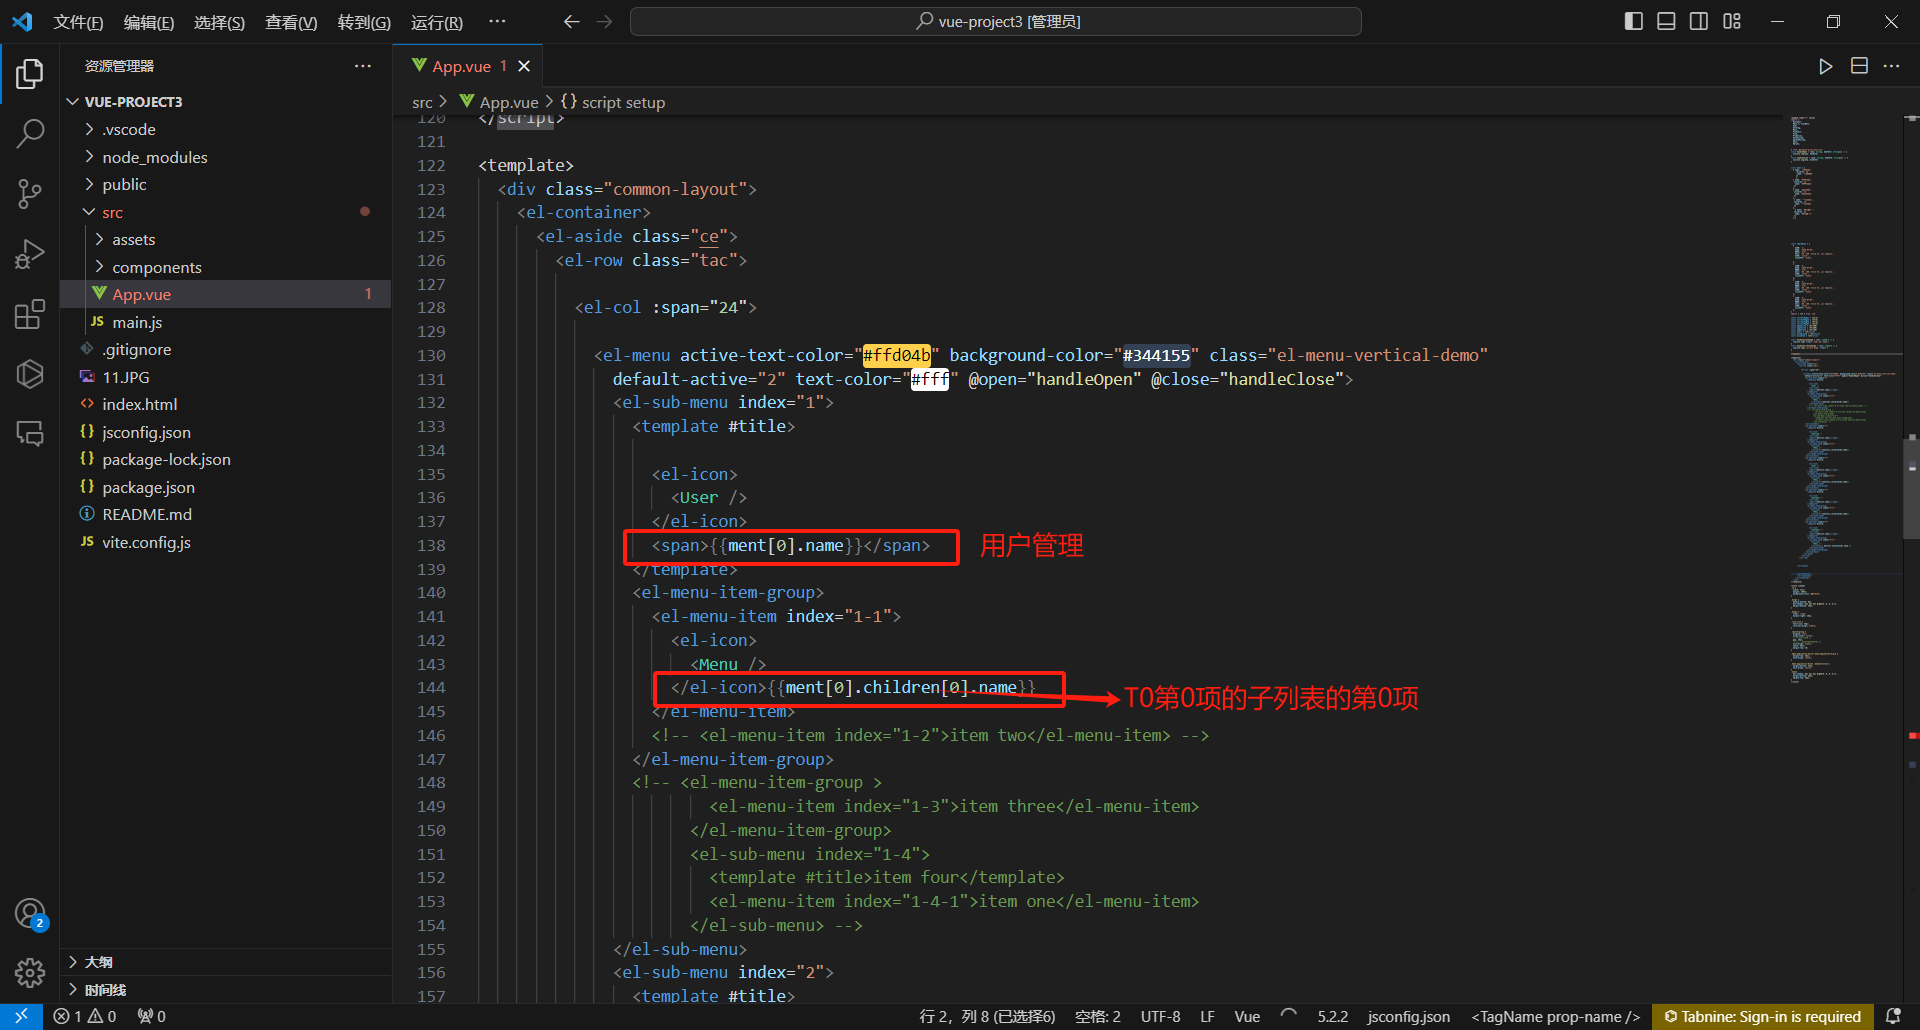 文件(F) 编辑(E) 选择(S) 查看(V) 转到(G) 运行(R) ··· vue-project3 [管理员]
资源管理器 ···
App.vue 1
VUE-PROJECT3
.vscode
node_modules
public
src
assets
components
App.vue 1
main.js
.gitignore
11.JPG
index.html
jsconfig.json
package-lock.json
package.json
README.md
vite.config.js
大纲
时间线
2
src > App.vue > {} script setup
120 </script>
121
122 <template>
123 <div class="common-layout">
124 <el-container>
125 <el-aside class="ce">
126 <el-row class="tac">
127
128 <el-col :span="24">
129
130 <el-menu active-text-color="#ffd04b" background-color="#344155" class="el-menu-vertical-demo"
131 default-active="2" text-color="#fff" @open="handleOpen" @close="handleClose">
132 <el-sub-menu index="1">
133 <template #title>
134
135 <el-icon>
136 <User />
137 </el-icon>
138 <span>{{ment[0].name}}</span> 用户管理
139 </template>
140 <el-menu-item-group>
141 <el-menu-item index="1-1">
142 <el-icon>
143 <Menu />
144 </el-icon>{{ment[0].children[0].name}} T0第0项的子列表的第0项
145 </el-menu-item>
146 <!-- <el-menu-item index="1-2">item two</el-menu-item> -->
147 </el-menu-item-group>
148 <!-- <el-menu-item-group >
149 <el-menu-item index="1-3">item three</el-menu-item>
150 </el-menu-item-group>
151 <el-sub-menu index="1-4">
152 <template #title>item four</template>
153 <el-menu-item index="1-4-1">item one</el-menu-item>
154 </el-sub-menu> -->
155 </el-sub-menu>
156 <el-sub-menu index="2">
157 <template #title>
1 0 0 行 2，列 8 (已选择6) 空格: 2 UTF-8 LF Vue 5.2.2 jsconfig.json <TagName prop-name /> Tabnine: Sign-in is required